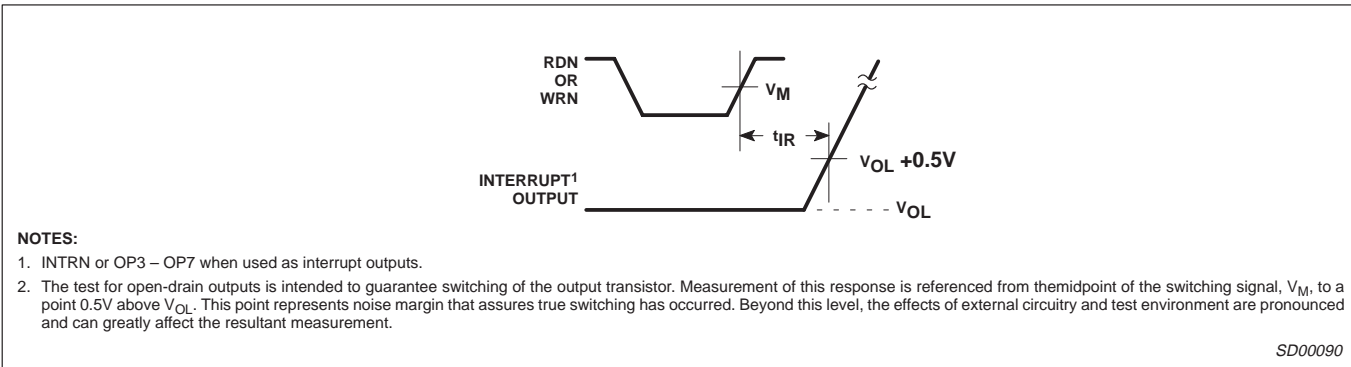 RDN
OR
WRN
VM
tIR
VOL +0.5V
INTERRUPT1
OUTPUT
VOL
NOTES:
1. INTRN or OP3 – OP7 when used as interrupt outputs.
2. The test for open-drain outputs is intended to guarantee switching of the output transistor. Measurement of this response is referenced from themidpoint of the switching signal, VM, to a
point 0.5V above VOL. This point represents noise margin that assures true switching has occurred. Beyond this level, the effects of external circuitry and test environment are pronounced
and can greatly affect the resultant measurement.
SD00090